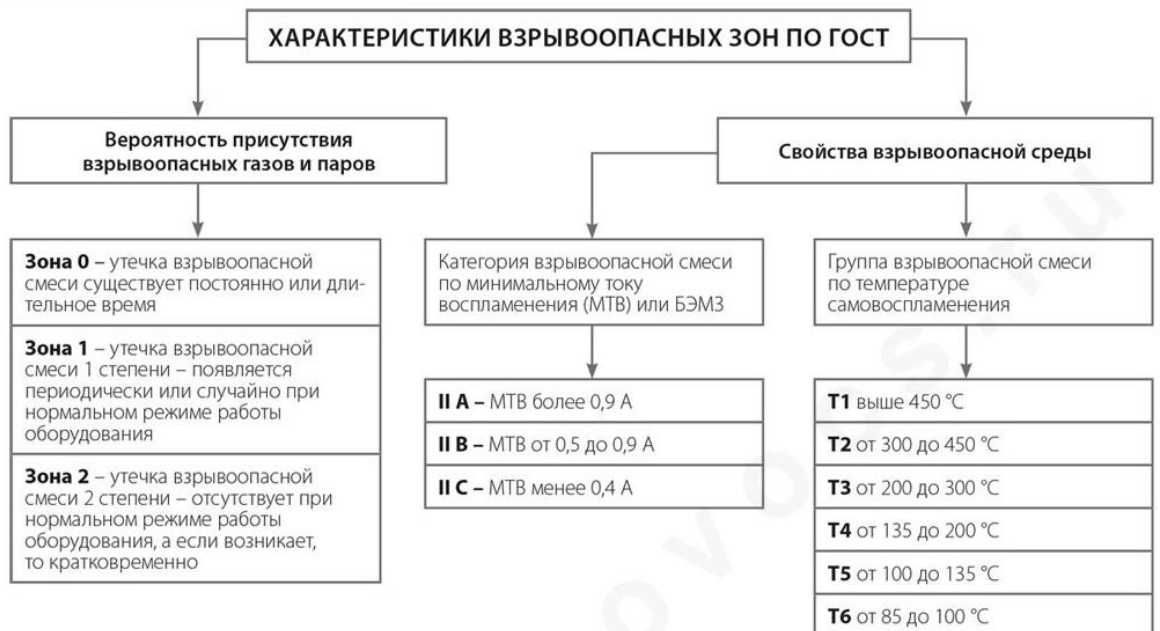 ХАРАКТЕРИСТИКИ ВЗРЫВООПАСНЫХ ЗОН ПО ГОСТ
Вероятность присутствия
взрывоопасных газов и паров
Зона 0 – утечка взрывоопасной
смеси существует постоянно или дли-
тельное время
Зона 1 – утечка взрывоопасной
смеси 1 степени – появляется
периодически или случайно при
нормальном режиме работы
оборудования
Зона 2 – утечка взрывоопасной
смеси 2 степени – отсутствует при
нормальном режиме работы
оборудования, а если возникает,
то кратковременно
Свойства взрывоопасной среды
Категория взрывоопасной смеси
по минимальному току
воспламенения (МТВ) или БЭМЗ
II A – МТВ более 0,9 А
II B – МТВ от 0,5 до 0,9 А
II C – МТВ менее 0,4 А
Группа взрывоопасной смеси
по температуре
самовоспламенения
T1 выше 450 °C
T2 от 300 до 450 °C
T3 от 200 до 300 °C
T4 от 135 до 200 °C
T5 от 100 до 135 °C
T6 от 85 до 100 °C
ovos.ru